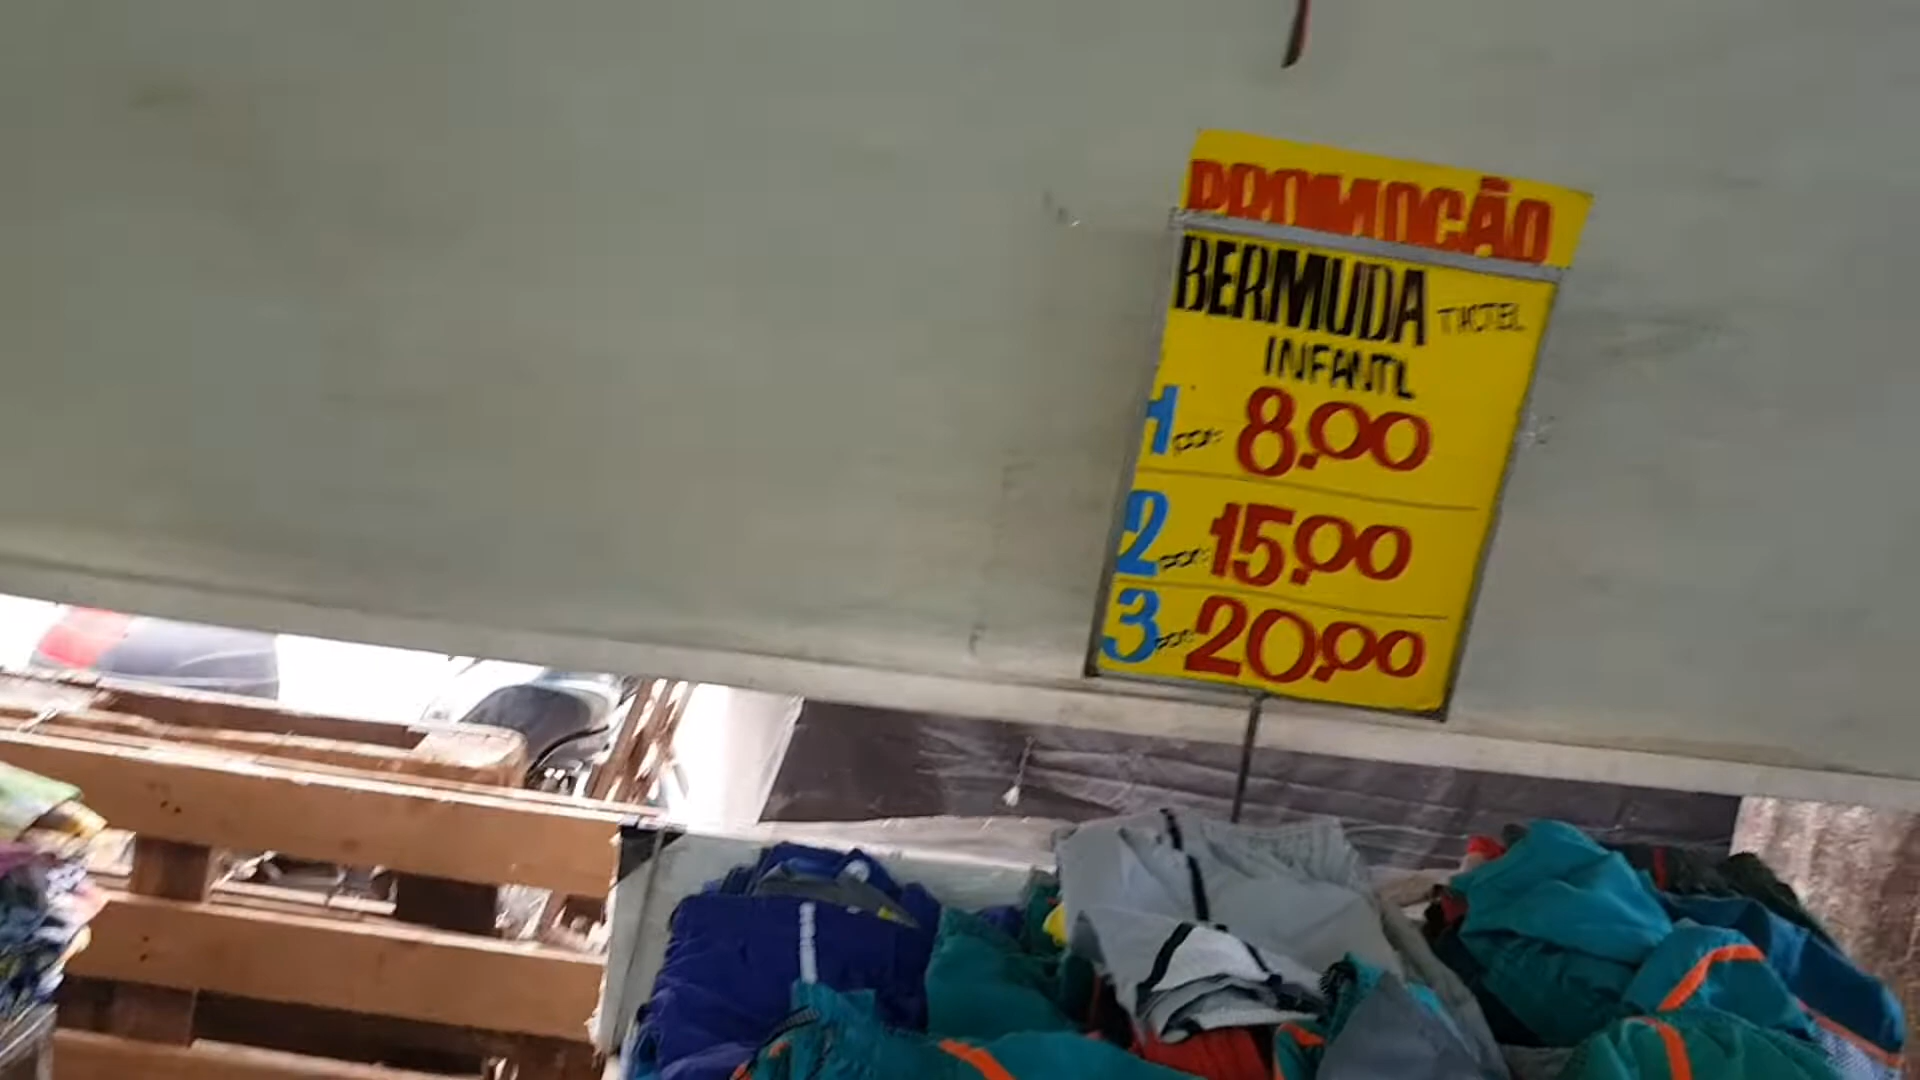 PROMOÇÃO
BERMUDA TACTEL
INFANTIL
1 por: 8,00
2 por: 15,00
3 por: 20,00